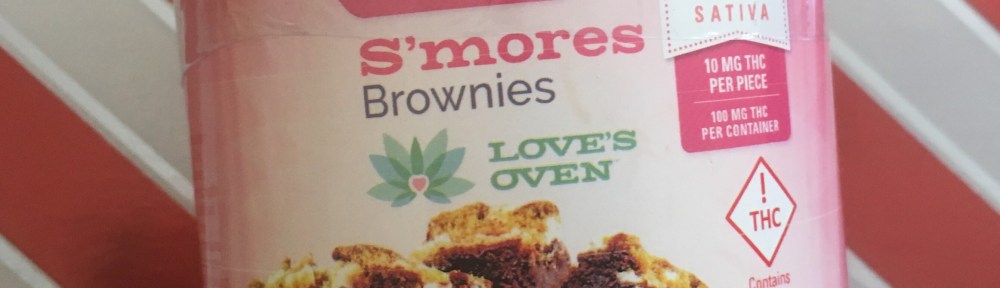 S'mores
Brownies
LOVE'S
OVEN
SATIVA
10 MG THC
PER PIECE
100 MG THC
PER CONTAINER
!
THC
Contains